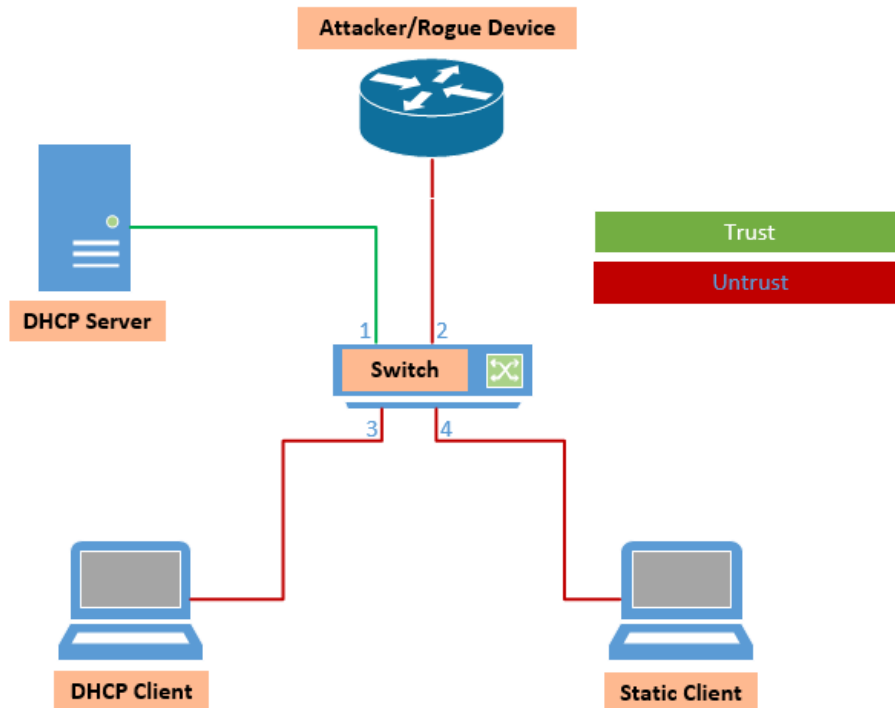 Attacker/Rogue Device
Trust
Untrust
DHCP Server
1
2
Switch
3
4
DHCP Client
Static Client